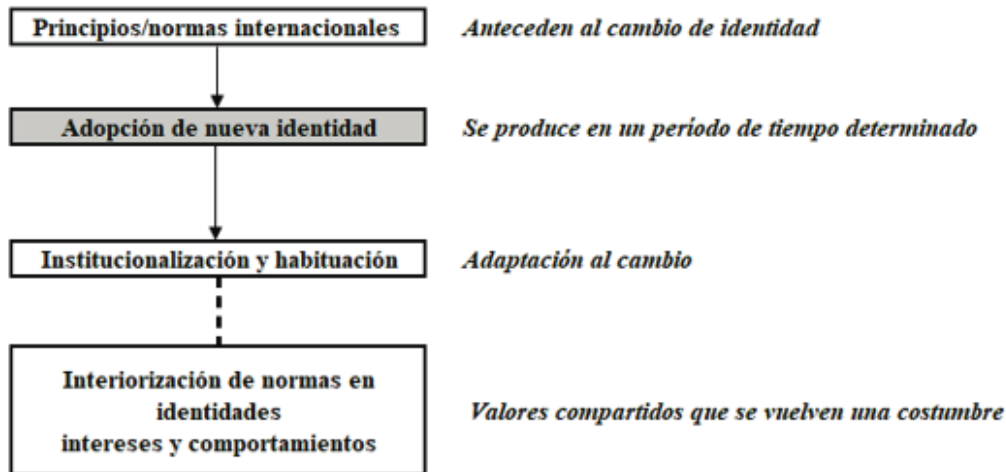 Principios/normas internacionales
Anteceden al cambio de identidad
Adopción de nueva identidad
Se produce en un período de tiempo determinado
Institucionalización y habituación
Adaptación al cambio
Interiorización de normas en
identidades
intereses y comportamientos
Valores compartidos que se vuelven una costumbre